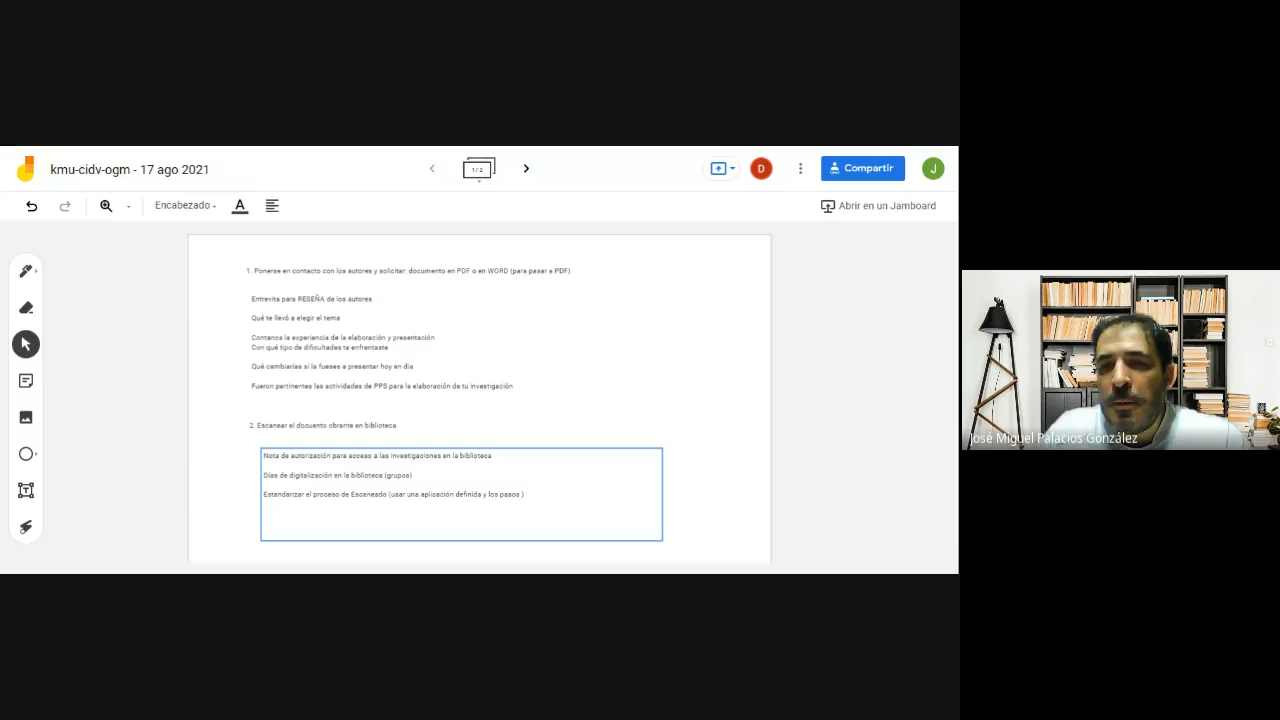 kmu-cidv-ogm - 17 ago 2021
1 / 2
D
Compartir
J
Encabezado
A
Abrir en un Jamboard
1. Ponerse en contacto con los autores y solicitar: documento en PDF o en WORD (para pasar a PDF)
Entrevita para RESEÑA de los autores
Qué te llevó a elegir el tema
Contanos la experiencia de la elaboración y presentación
Con qué tipo de dificultades te enfrentaste
Qué cambiarías si la fueses a presentar hoy en dia
Fueron pertinentes las actividades de PPS para la elaboración de tu investigación
2. Escanear el docuento obrante en biblioteca
Nota de autorización para acceso a las investigaciones en la biblioteca
Días de digitalización en la biblioteca (grupos)
Estandarizar el proceso de Escaneado (usar una aplicación definida y los pasos )
José Miguel Palacios González